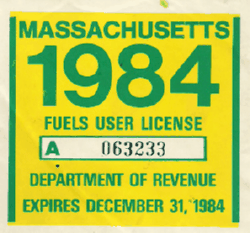 MASSACHUSETTS
1984
FUELS USER LICENSE
A 063233
DEPARTMENT OF REVENUE
EXPIRES DECEMBER 31, 1984